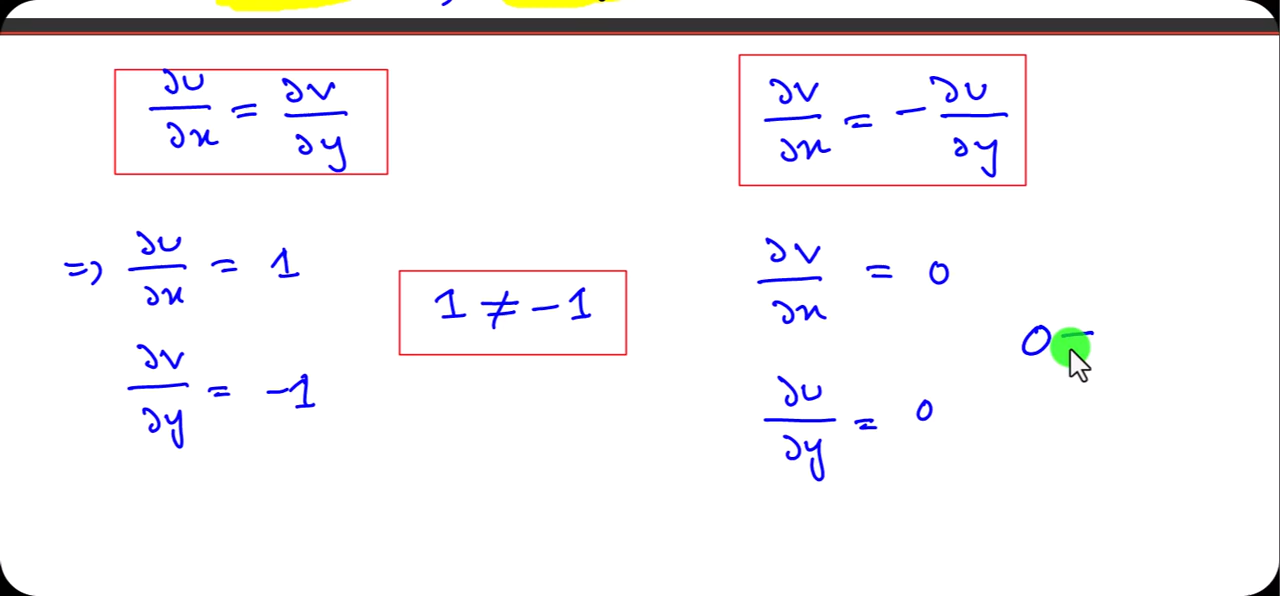 ∂u/∂x = ∂v/∂y
∂v/∂x = -∂u/∂y
=> ∂u/∂x = 1
1 ≠ -1
∂v/∂y = -1
∂v/∂x = 0
0 =
∂u/∂y = 0